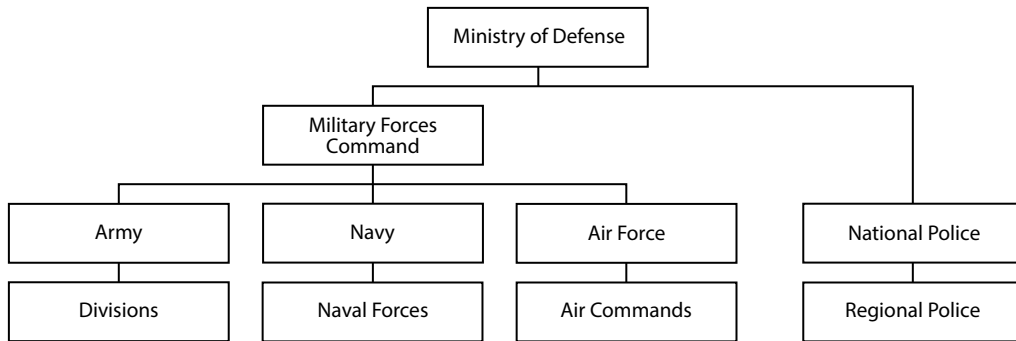 Ministry of Defense
Military Forces
Command
Army
Navy
Air Force
National Police
Divisions
Naval Forces
Air Commands
Regional Police